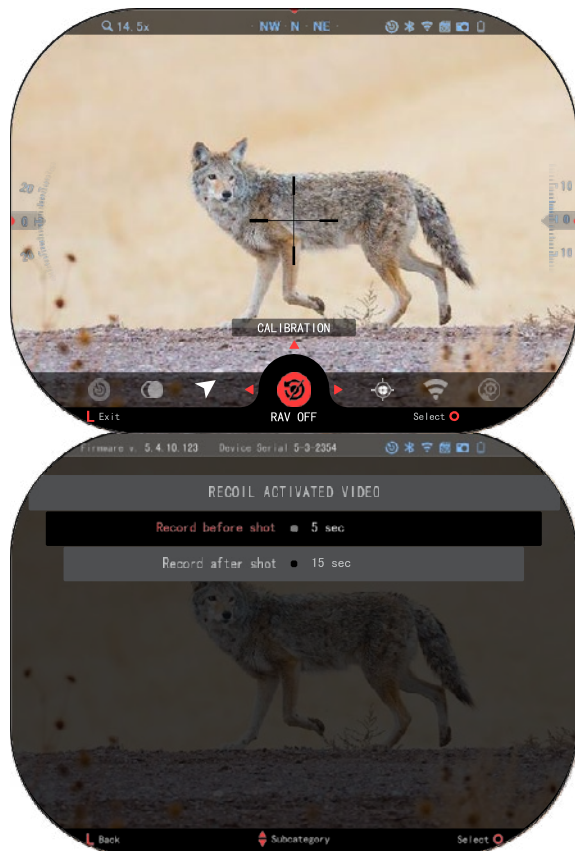 14.5x
NW · N · NE
20
0
10
0
10
CALIBRATION
L Exit
RAV OFF
Select
Firmware v. 5.4.10.123 Device Serial 5-3-2354
RECOIL ACTIVATED VIDEO
Record before shot 5 sec
Record after shot 15 sec
L Back
Subcategory
Select